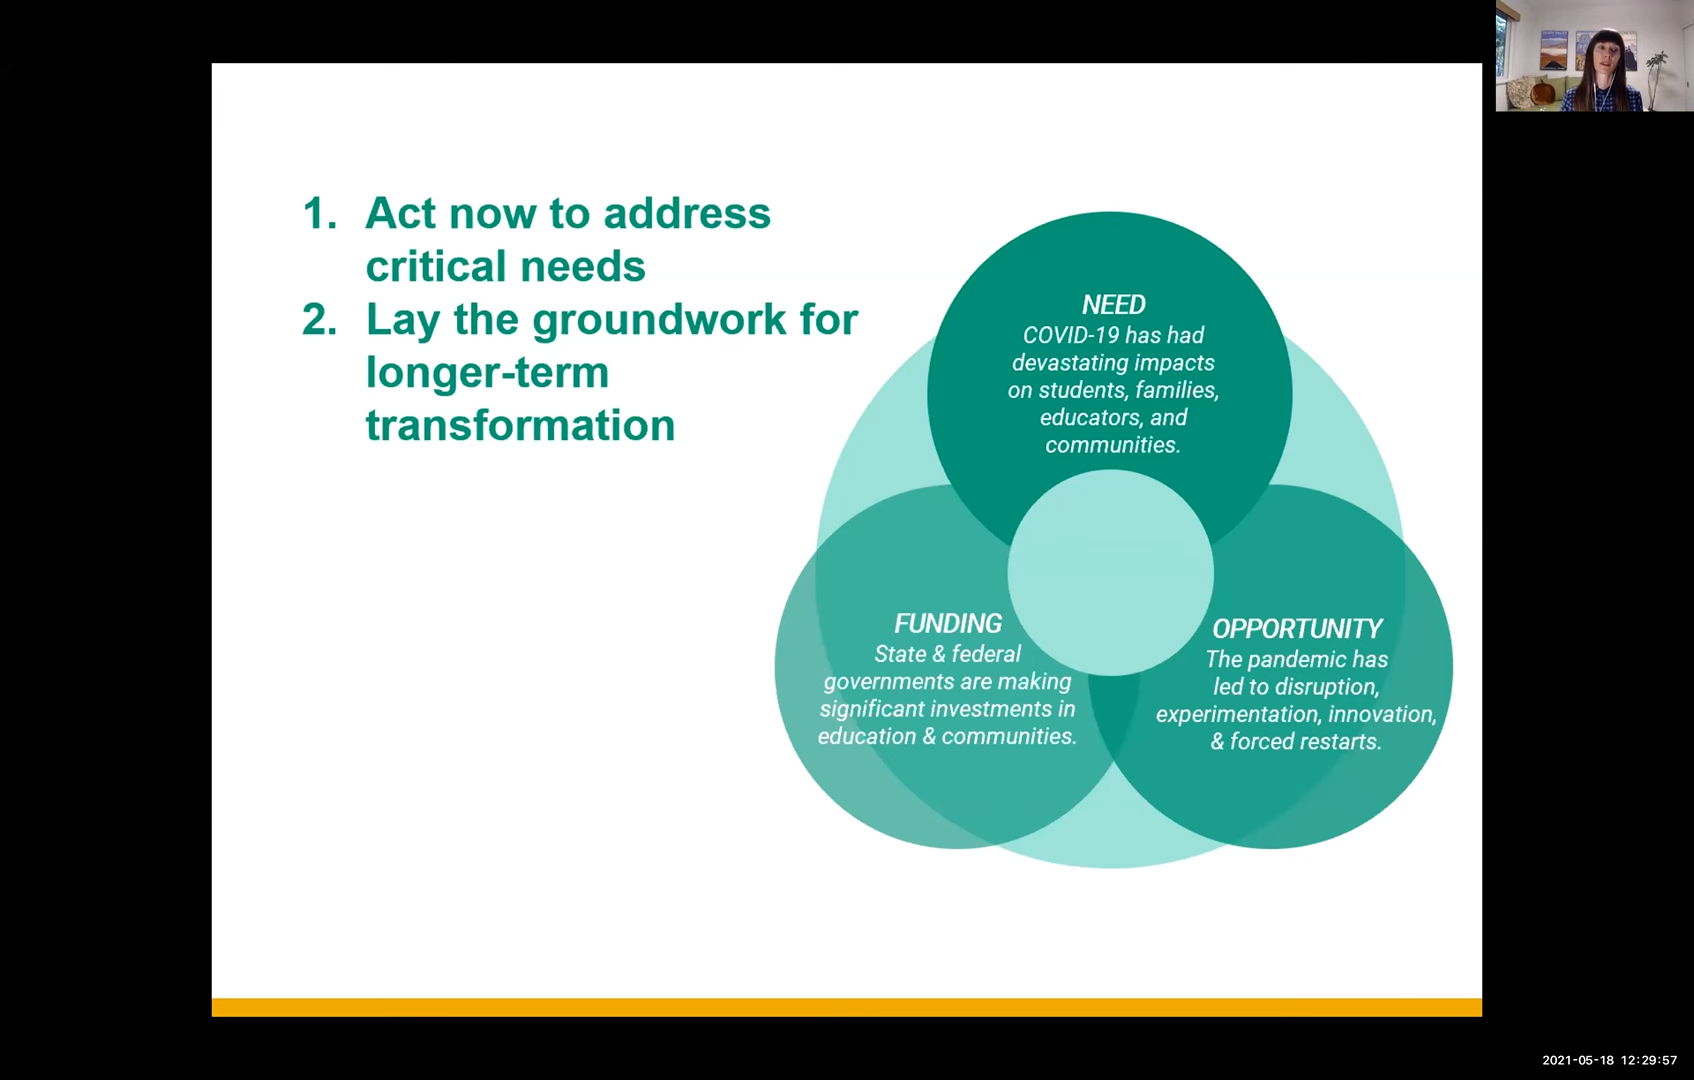 1. Act now to address
critical needs
2. Lay the groundwork for
longer-term
transformation
NEED
COVID-19 has had
devastating impacts
on students, families,
educators, and
communities.
FUNDING
State & federal
governments are making
significant investments in
education & communities.
OPPORTUNITY
The pandemic has
led to disruption,
experimentation, innovation,
& forced restarts.
2021-05-18 12:29:57